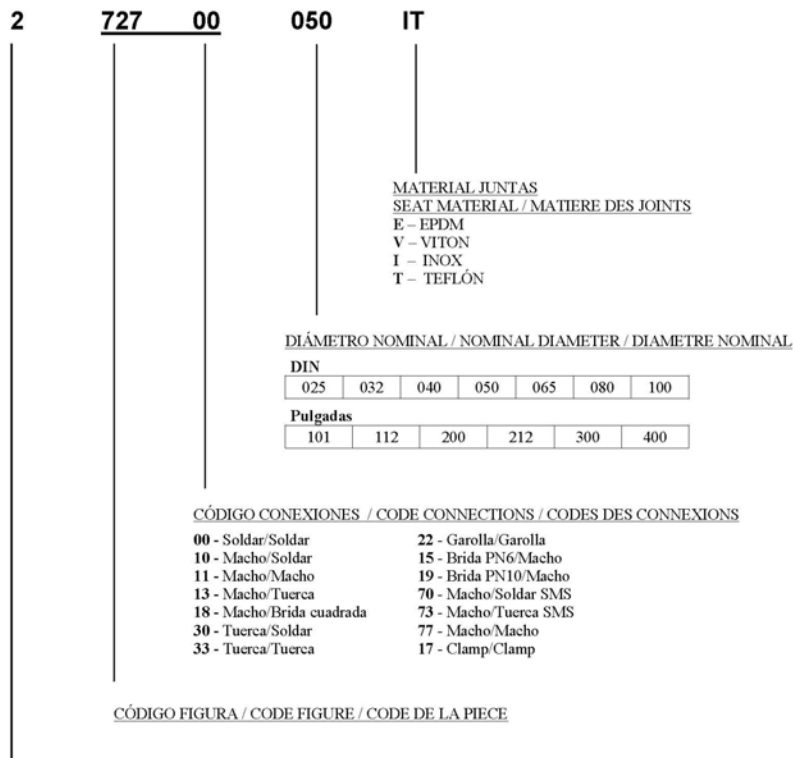 2 727 00 050 IT
MATERIAL JUNTAS
SEAT MATERIAL / MATIERE DES JOINTS
E – EPDM
V – VITON
I – INOX
T – TEFLÓN
DIÁMETRO NOMINAL / NOMINAL DIAMETER / DIAMETRE NOMINAL
DIN
025 032 040 050 065 080 100
Pulgadas
101 112 200 212 300 400
CÓDIGO CONEXIONES / CODE CONNECTIONS / CODES DES CONNEXIONS
00 - Soldar/Soldar
10 - Macho/Soldar
11 - Macho/Macho
13 - Macho/Tuerca
18 - Macho/Brida cuadrada
30 - Tuerca/Soldar
33 - Tuerca/Tuerca
22 - Garolla/Garolla
15 - Brida PN6/Macho
19 - Brida PN10/Macho
70 - Macho/Soldar SMS
73 - Macho/Tuerca SMS
77 - Macho/Macho
17 - Clamp/Clamp
CÓDIGO FIGURA / CODE FIGURE / CODE DE LA PIECE